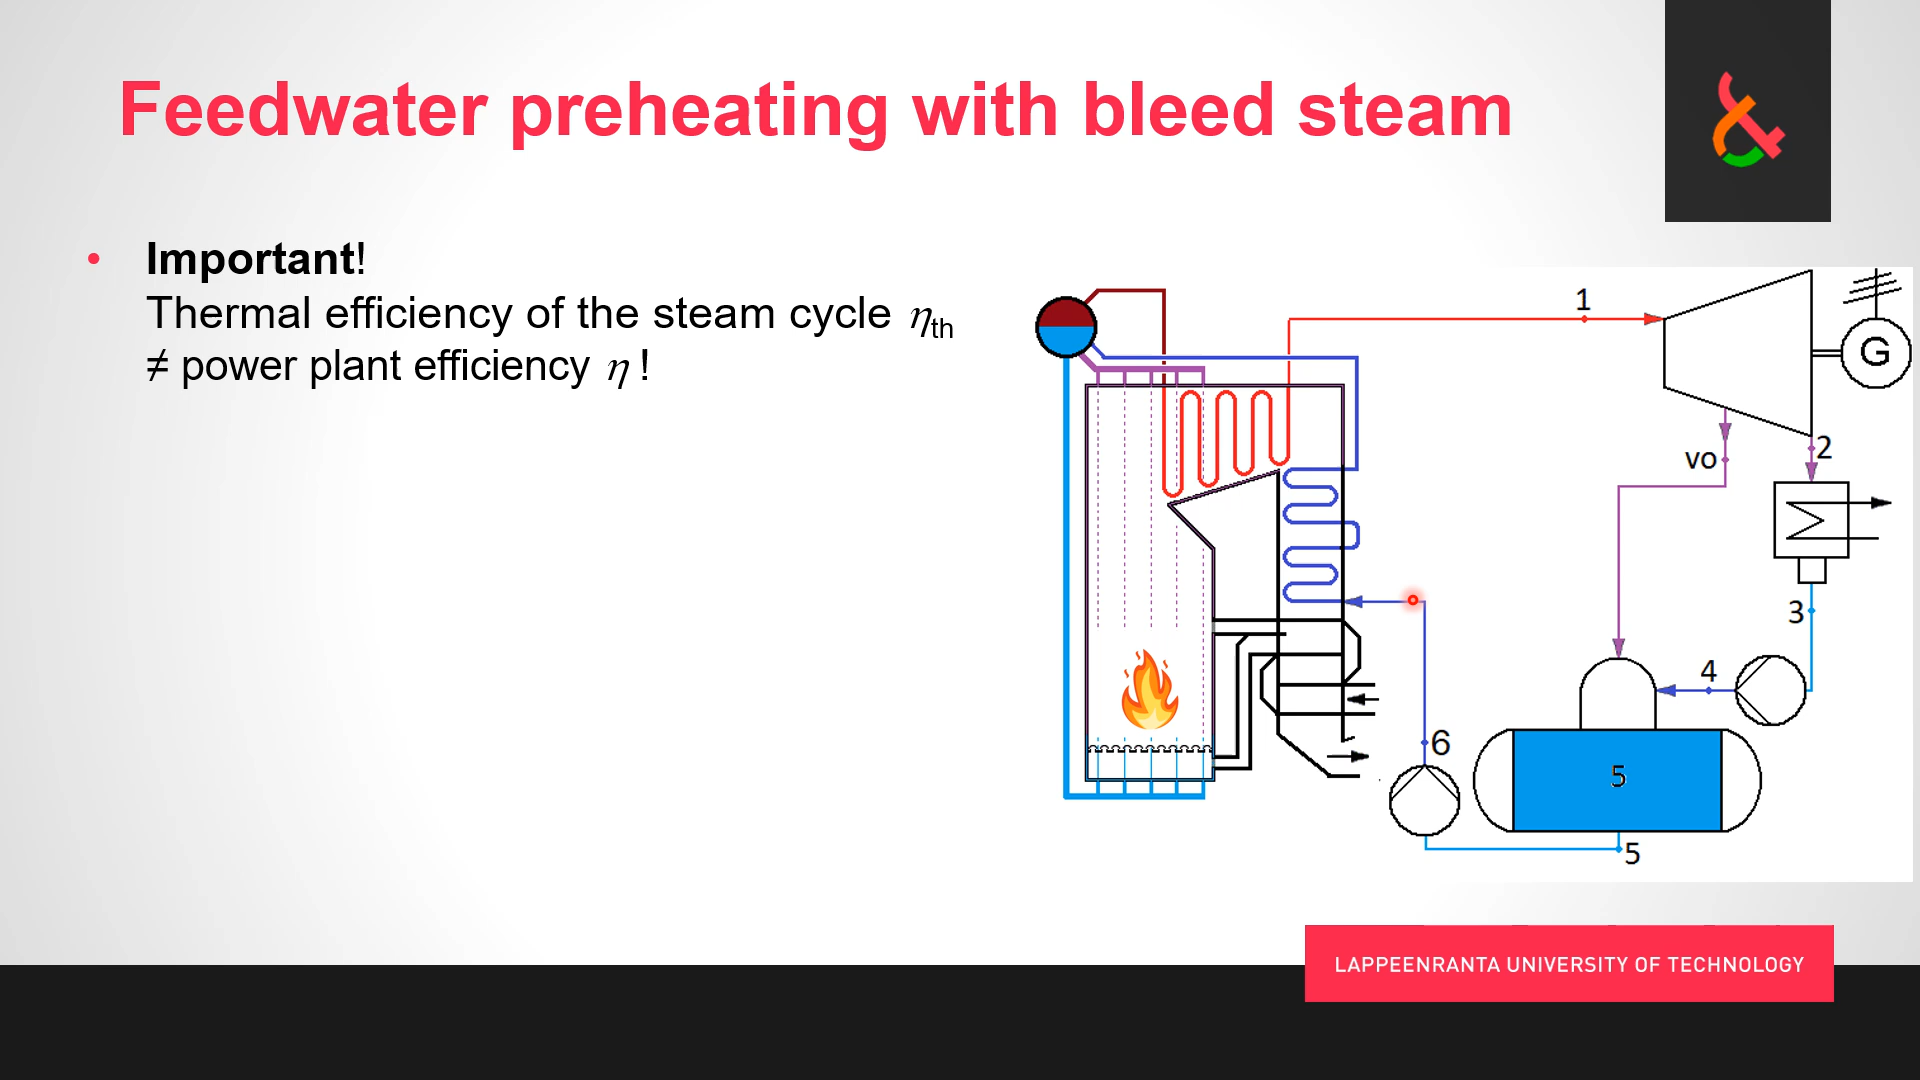 Feedwater preheating with bleed steam
• Important!
Thermal efficiency of the steam cycle ηth
≠ power plant efficiency η !
1
G
2
vo
3
4
6
5
5
LAPPEENRANTA UNIVERSITY OF TECHNOLOGY